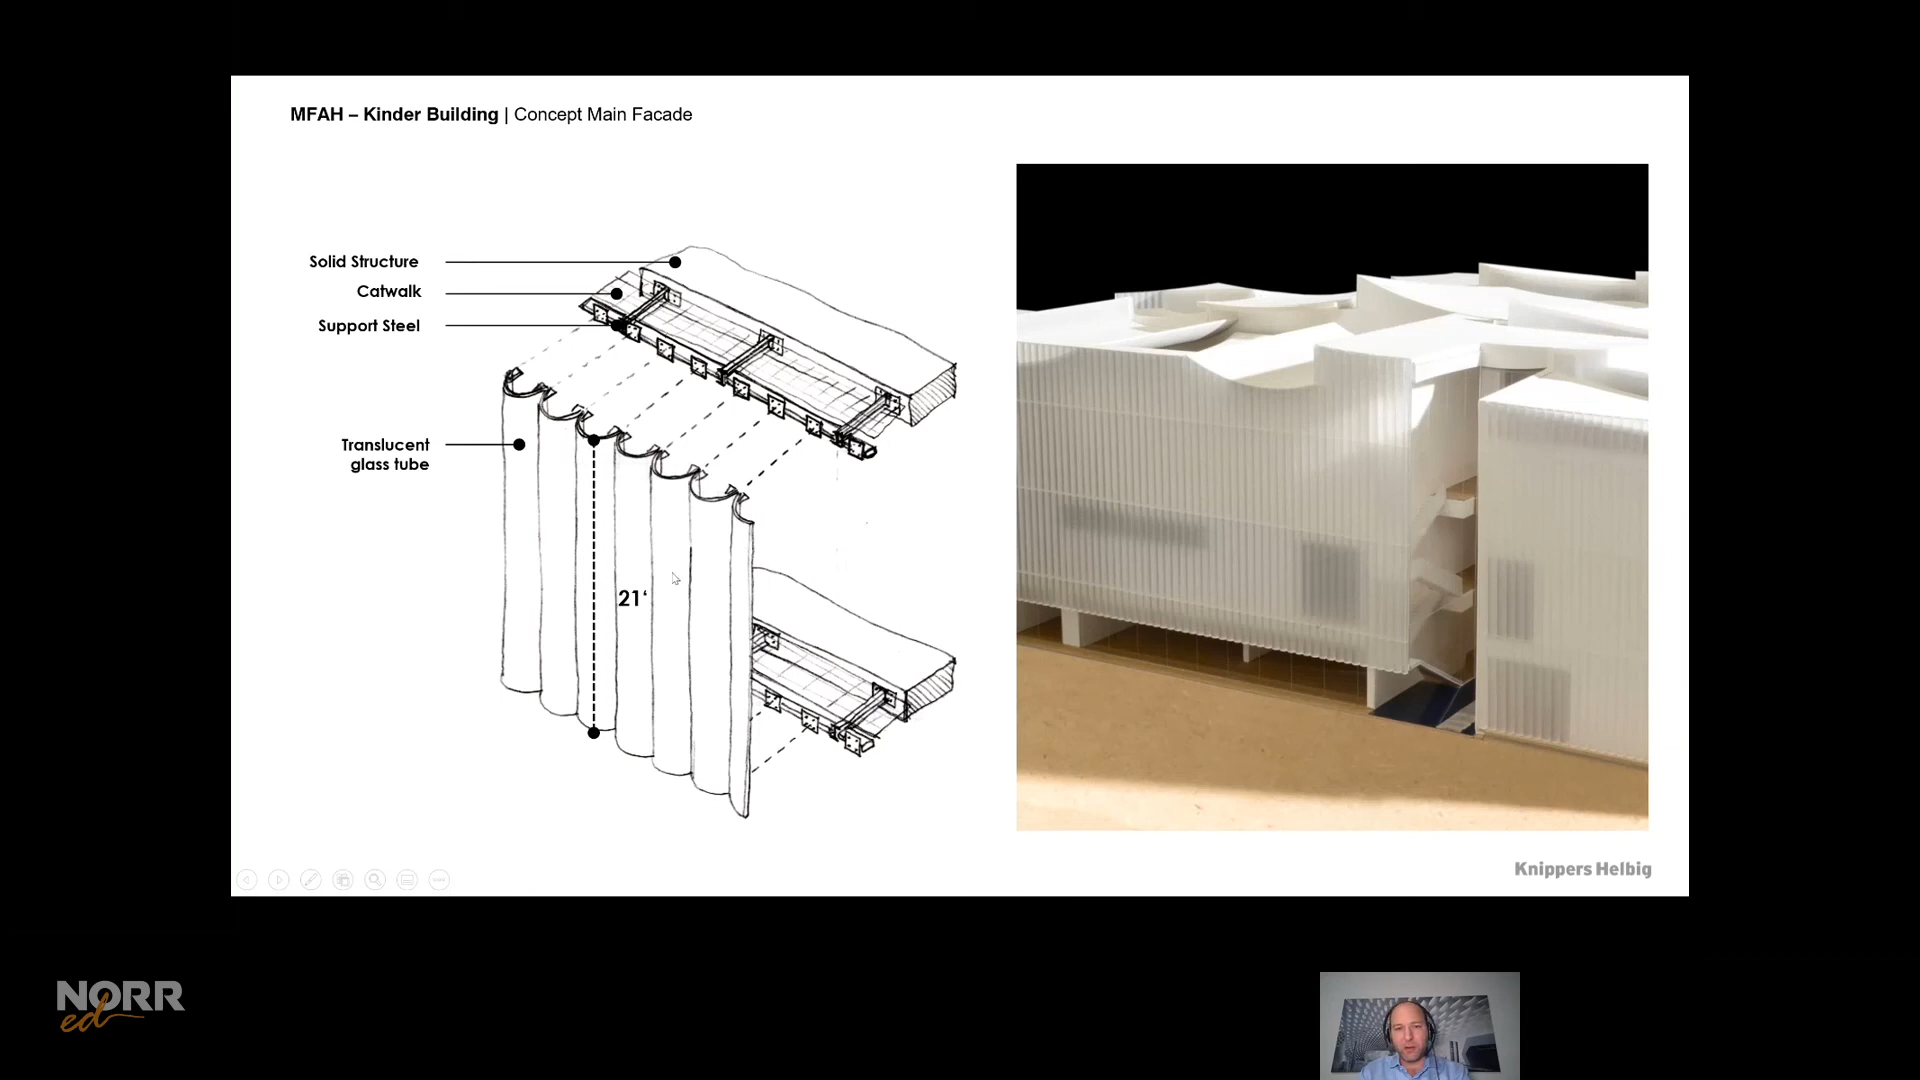 MFAH – Kinder Building | Concept Main Facade
Solid Structure
Catwalk
Support Steel
Translucent
glass tube
21‘
Knippers Helbig
NORR
ed